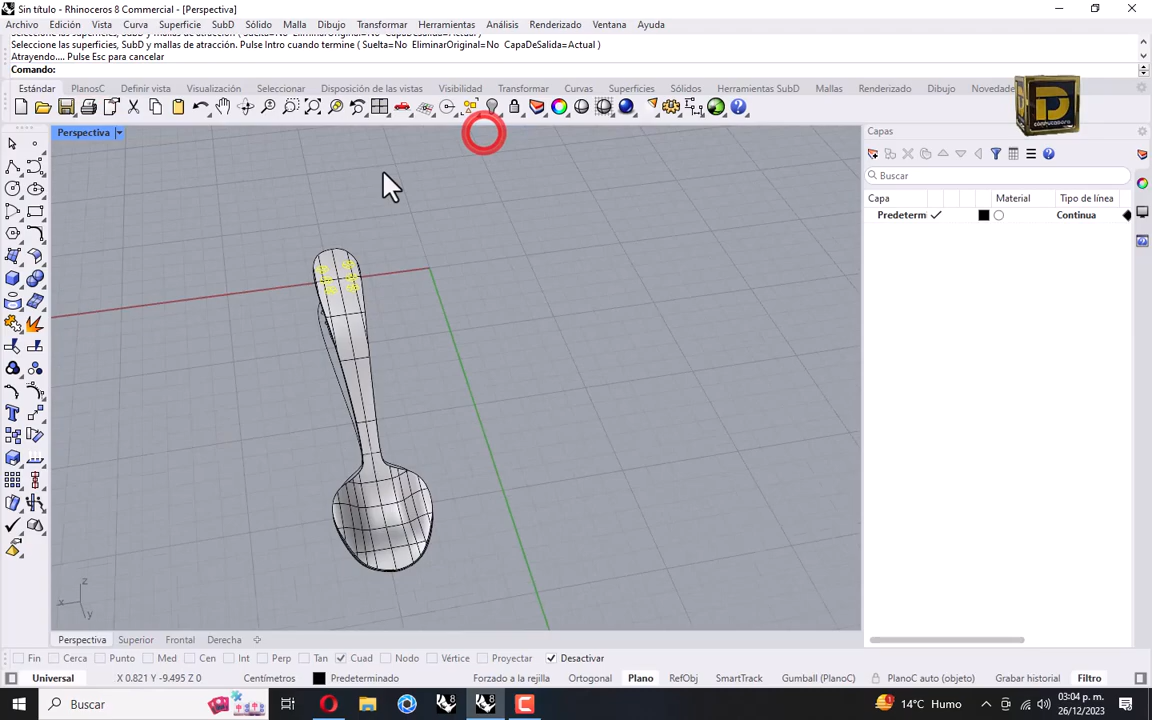 Sin título - Rhinoceros 8 Commercial - [Perspectiva]
Archivo Edición Vista Curva Superficie SubD Sólido Malla Dibujo Transformar Herramientas Análisis Renderizado Ventana Ayuda
Seleccione las superficies, SubD y mallas de atracción. Pulse Intro cuando termine ( Suelta=No EliminarOriginal=No CapaDeSalida=Actual )
Atrayendo.... Pulse Esc para cancelar
Comando:
Estándar PlanosC Definir vista Visualización Seleccionar Disposición de las vistas Visibilidad Transformar Curvas Superficies Sólidos Herramientas SubD Mallas Renderizado Dibujo Novedade
D
computadora
Perspectiva
Capas
Buscar
Capa Material Tipo de línea
Predeterm Continua
z
x
y
Perspectiva Superior Frontal Derecha
Fin Cerca Punto Med Cen Int Perp Tan Cuad Nodo Vértice Proyectar Desactivar
Universal X 0.821 Y -9.495 Z 0 Centímetros Predeterminado Forzado a la rejilla Ortogonal Plano RefObj SmartTrack Gumball (PlanoC) PlanoC auto (objeto) Grabar historial Filtro
Buscar
14°C Humo
03:04 p. m.
26/12/2023